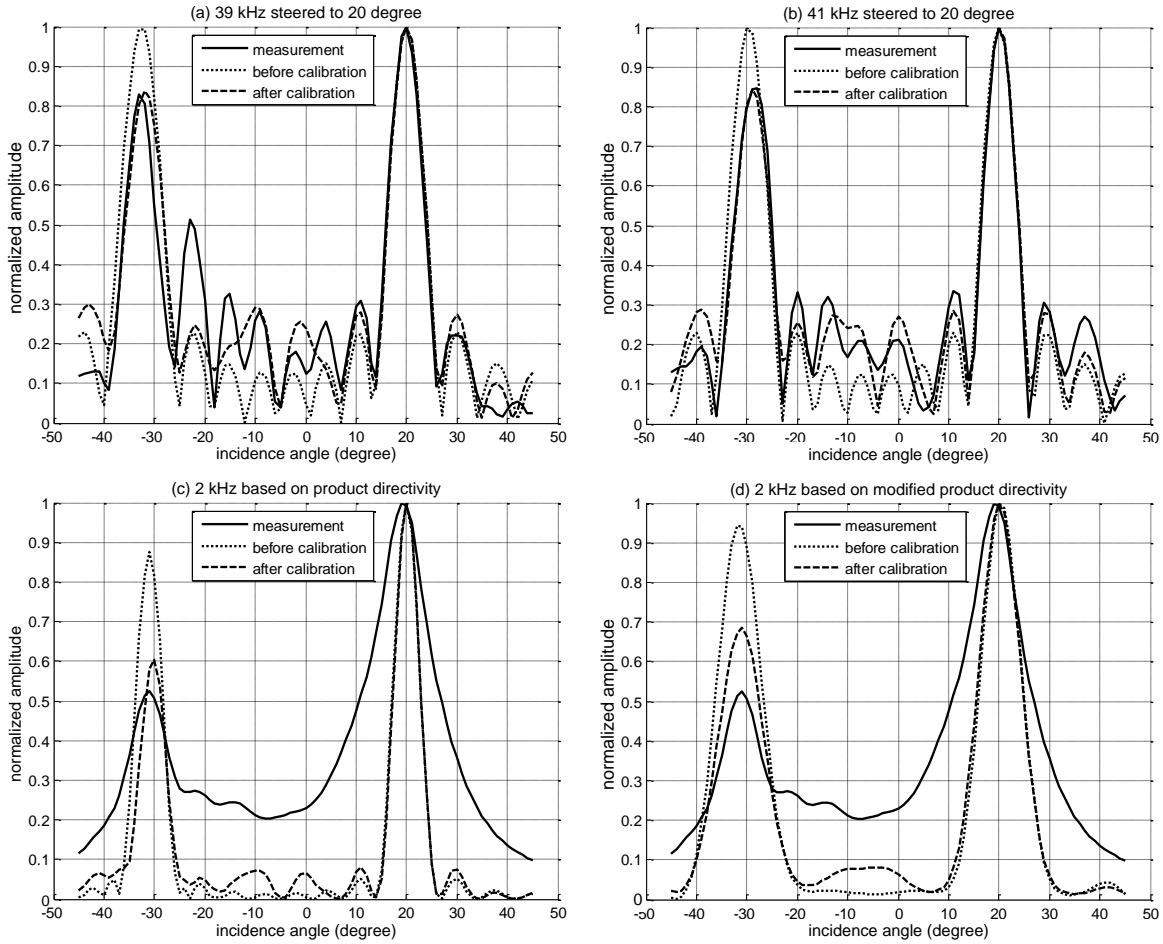 (a) 39 kHz steered to 20 degree
1
0.9
0.8
0.7
0.6
0.5
0.4
0.3
0.2
0.1
0
normalized amplitude
measurement
before calibration
after calibration
-50 -40 -30 -20 -10 0 10 20 30 40 50
incidence angle (degree)
(b) 41 kHz steered to 20 degree
1
0.9
0.8
0.7
0.6
0.5
0.4
0.3
0.2
0.1
0
normalized amplitude
measurement
before calibration
after calibration
-50 -40 -30 -20 -10 0 10 20 30 40 50
incidence angle (degree)
(c) 2 kHz based on product directivity
1
0.9
0.8
0.7
0.6
0.5
0.4
0.3
0.2
0.1
0
normalized amplitude
measurement
before calibration
after calibration
-50 -40 -30 -20 -10 0 10 20 30 40 50
incidence angle (degree)
(d) 2 kHz based on modified product directivity
1
0.9
0.8
0.7
0.6
0.5
0.4
0.3
0.2
0.1
0
normalized amplitude
measurement
before calibration
after calibration
-50 -40 -30 -20 -10 0 10 20 30 40 50
incidence angle (degree)